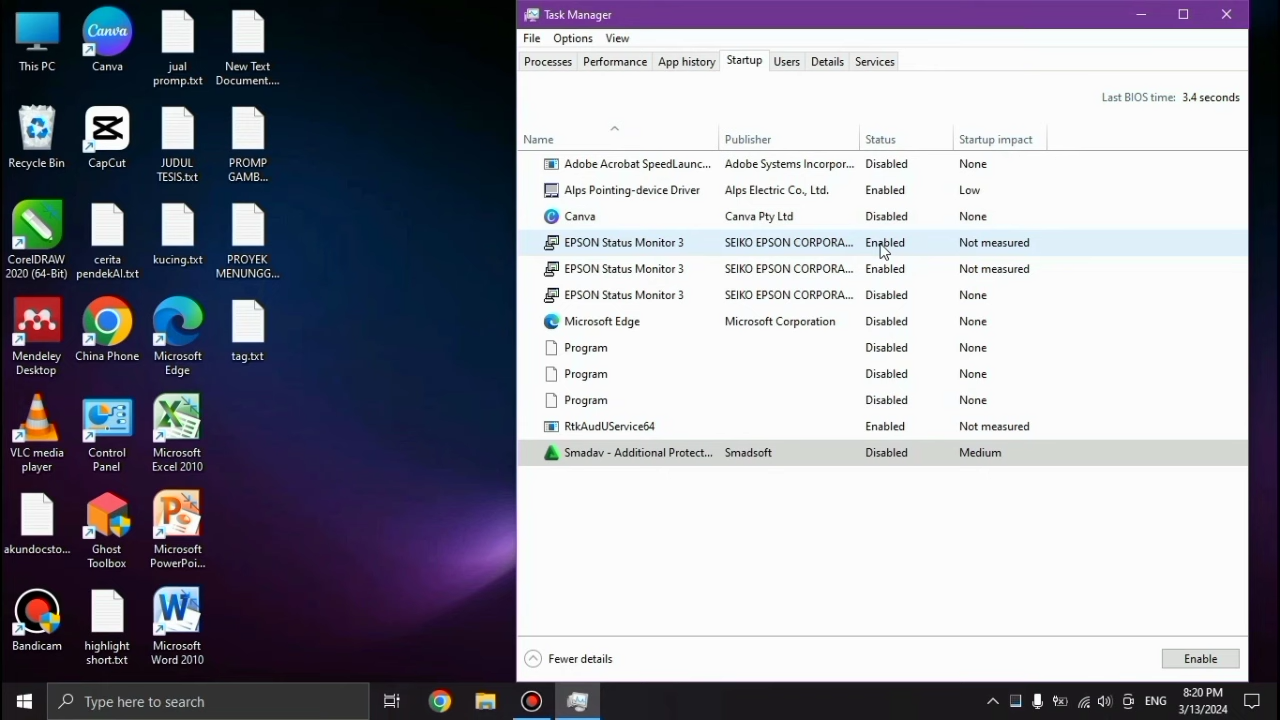 This PC
Canva
jual
promp.txt
New Text
Document....
Recycle Bin
CapCut
JUDUL
TESIS.txt
PROMP
GAMB...
CorelDRAW
2020 (64-Bit)
cerita
pendekAI.txt
kucing.txt
PROYEK
MENUNGG...
Mendeley
Desktop
China Phone
Microsoft
Edge
tag.txt
VLC media
player
Control
Panel
Microsoft
Excel 2010
akundocsto...
Ghost
Toolbox
Microsoft
PowerPoi...
Bandicam
highlight
short.txt
Microsoft
Word 2010
Task Manager
File Options View
Processes Performance App history Startup Users Details Services
Last BIOS time: 3.4 seconds
Name Publisher Status Startup impact
Adobe Acrobat SpeedLaunc... Adobe Systems Incorpor... Disabled None
Alps Pointing-device Driver Alps Electric Co., Ltd. Enabled Low
Canva Canva Pty Ltd Disabled None
EPSON Status Monitor 3 SEIKO EPSON CORPORA... Enabled Not measured
EPSON Status Monitor 3 SEIKO EPSON CORPORA... Enabled Not measured
EPSON Status Monitor 3 SEIKO EPSON CORPORA... Disabled None
Microsoft Edge Microsoft Corporation Disabled None
Program Disabled None
Program Disabled None
Program Disabled None
RtkAudUService64 Enabled Not measured
Smadav - Additional Protect... Smadsoft Disabled Medium
Fewer details Enable
Type here to search
ENG
8:20 PM
3/13/2024